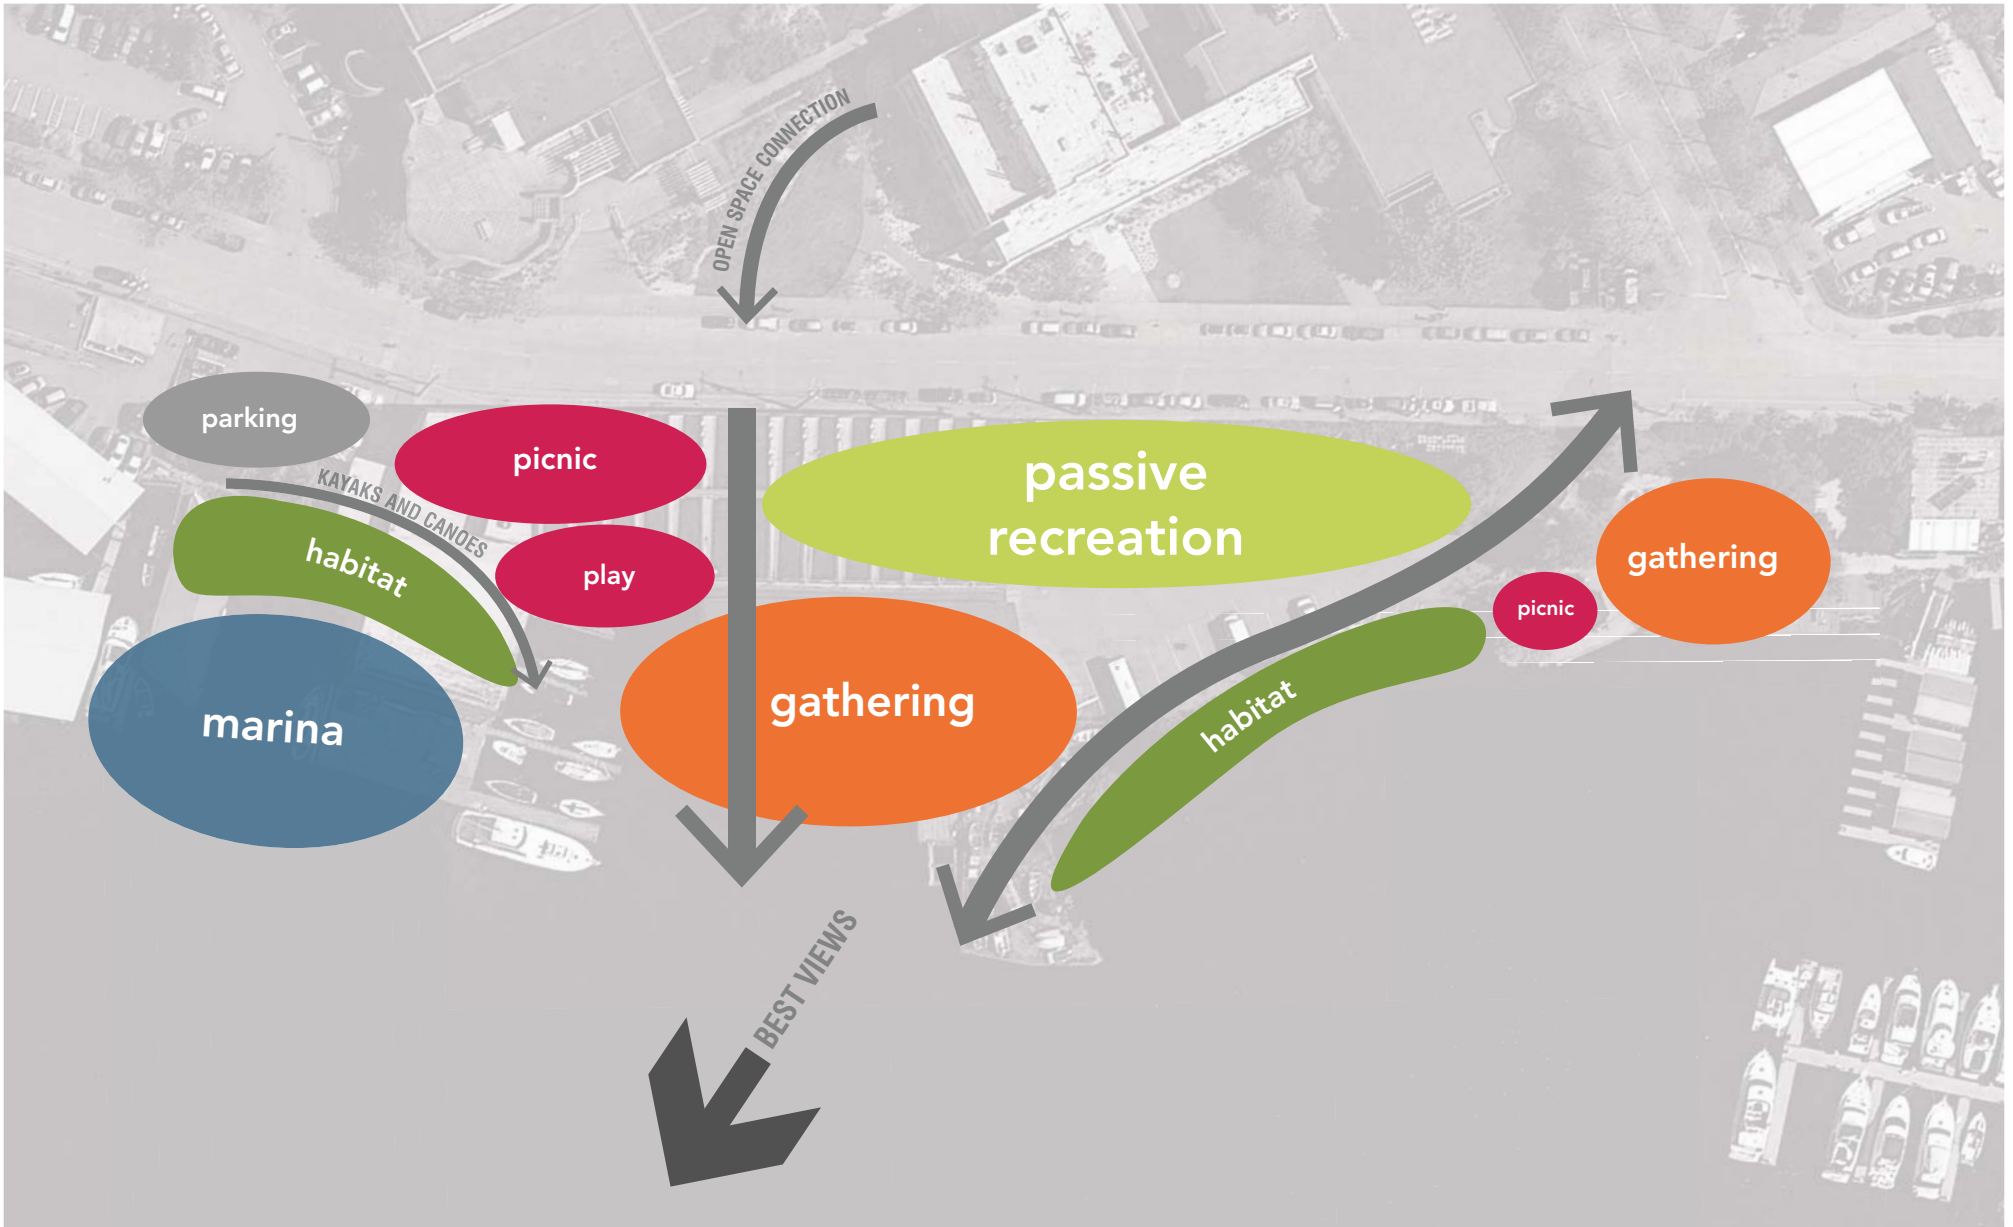 OPEN SPACE CONNECTION
parking
picnic
KAYAKS AND CANOES
passive
recreation
habitat
play
gathering
picnic
marina
gathering
habitat
BEST VIEWS